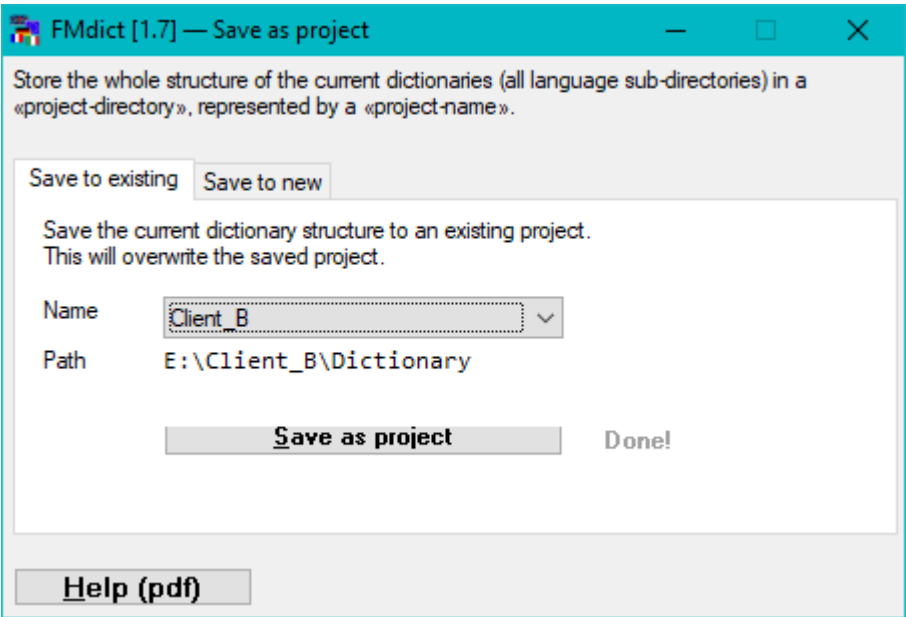 FMdict [1.7] — Save as project
Store the whole structure of the current dictionaries (all language sub-directories) in a
«project-directory», represented by a «project-name».
Save to existing
Save to new
Save the current dictionary structure to an existing project.
This will overwrite the saved project.
Name
Client_B
Path
E:\Client_B\Dictionary
Save as project
Done!
Help (pdf)